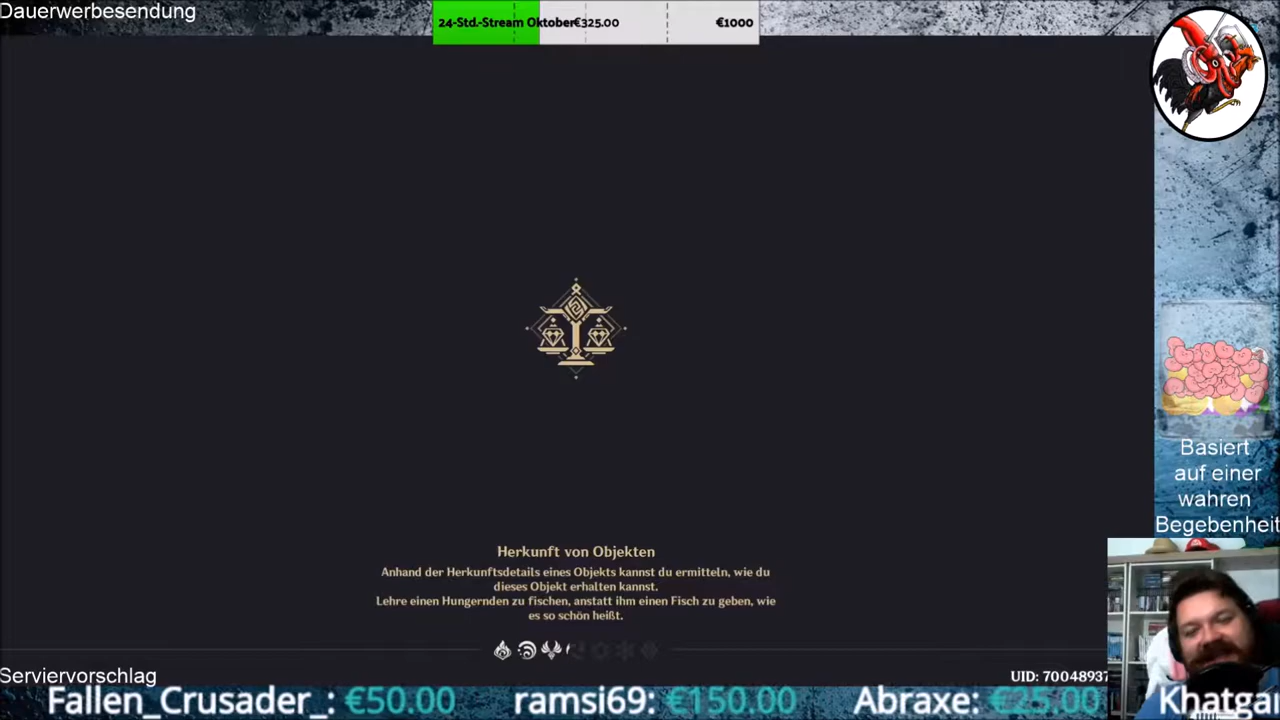 Dauerwerbesendung
24-Std.-Stream Oktober €325.00 €1000
Basiert
auf einer
wahren
Begebenheit
Herkunft von Objekten
Anhand der Herkunftsdetails eines Objekts kannst du ermitteln, wie du
dieses Objekt erhalten kannst.
Lehre einen Hungernden zu fischen, anstatt ihm einen Fisch zu geben, wie
es so schön heißt.
Serviervorschlag
UID: 70048937
Fallen_Crusader_: €50.00 ramsi69: €150.00 Abraxe: €25.00 Khatgar